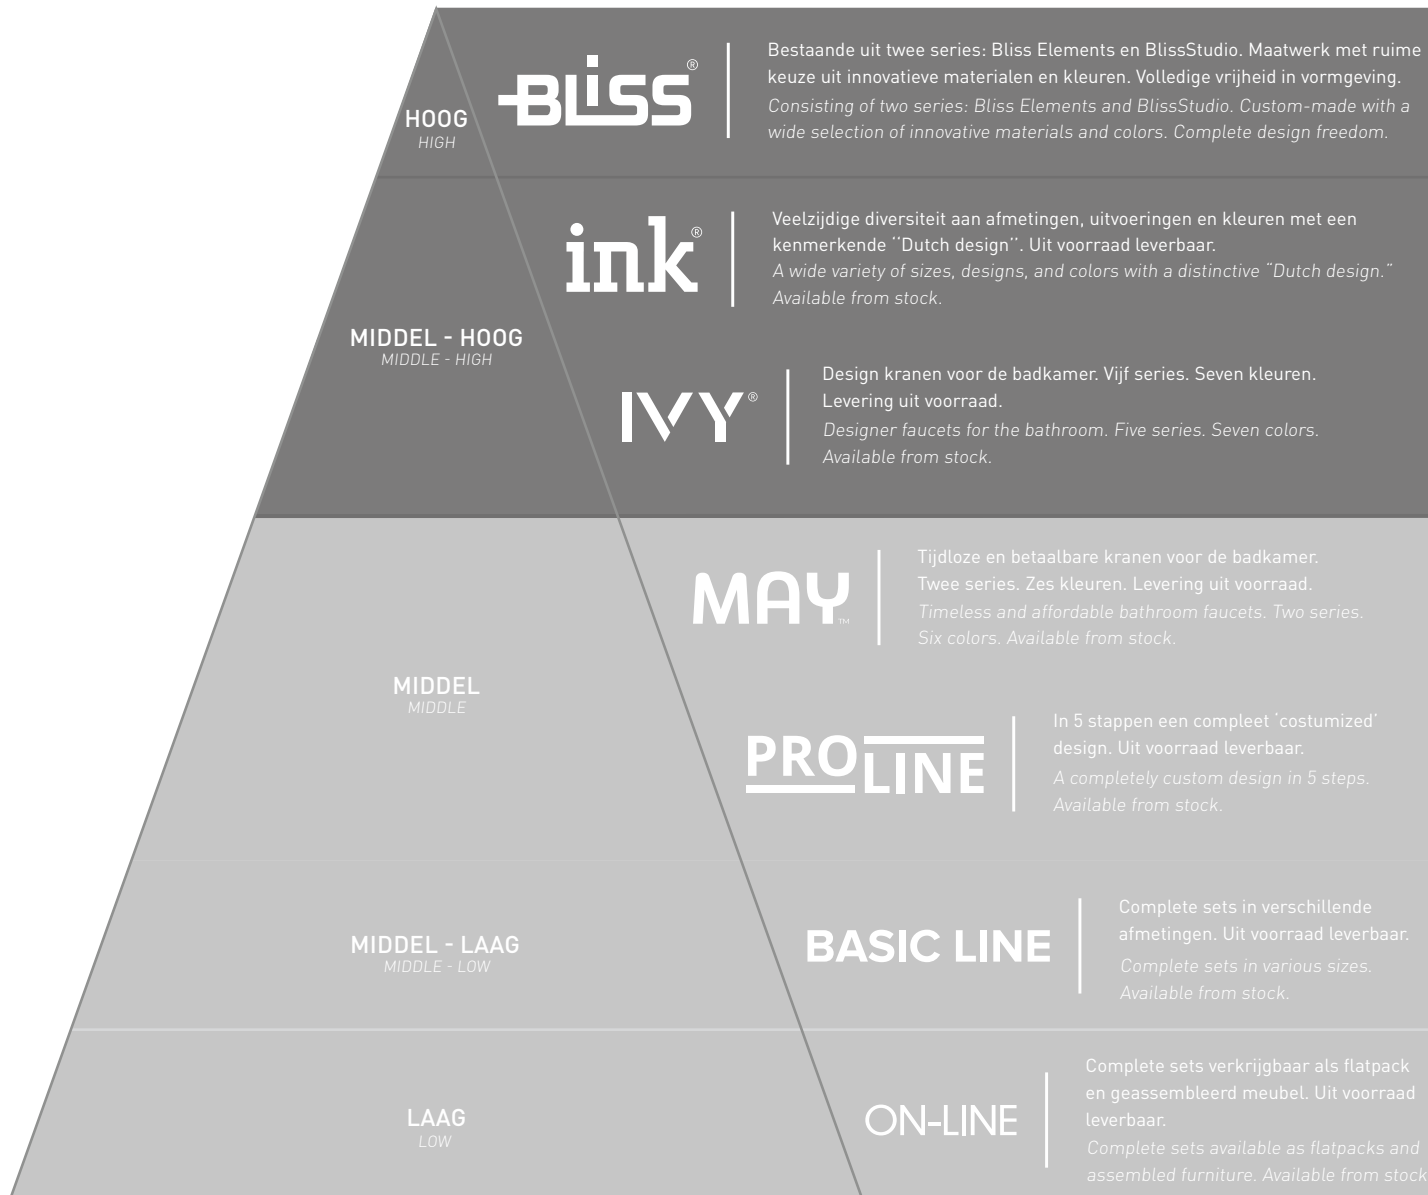 HOOG
HIGH
BLiSS®
Bestaande uit twee series: Bliss Elements en BlissStudio. Maatwerk met ruime
keuze uit innovatieve materialen en kleuren. Volledige vrijheid in vormgeving.
Consisting of two series: Bliss Elements and BlissStudio. Custom-made with a
wide selection of innovative materials and colors. Complete design freedom.
MIDDEL - HOOG
MIDDLE - HIGH
ink®
Veelzijdige diversiteit aan afmetingen, uitvoeringen en kleuren met een
kenmerkende ‘‘Dutch design’’. Uit voorraad leverbaar.
A wide variety of sizes, designs, and colors with a distinctive “Dutch design.”
Available from stock.
IVY®
Design kranen voor de badkamer. Vijf series. Seven kleuren.
Levering uit voorraad.
Designer faucets for the bathroom. Five series. Seven colors.
Available from stock.
MIDDEL
MIDDLE
MAY™
Tijdloze en betaalbare kranen voor de badkamer.
Twee series. Zes kleuren. Levering uit voorraad.
Timeless and affordable bathroom faucets. Two series.
Six colors. Available from stock.
PROLINE
In 5 stappen een compleet ‘costumized’
design. Uit voorraad leverbaar.
A completely custom design in 5 steps.
Available from stock.
MIDDEL - LAAG
MIDDLE - LOW
BASIC LINE
Complete sets in verschillende
afmetingen. Uit voorraad leverbaar.
Complete sets in various sizes.
Available from stock.
LAAG
LOW
ON-LINE
Complete sets verkrijgbaar als flatpack
en geassembleerd meubel. Uit voorraad
leverbaar.
Complete sets available as flatpacks and
assembled furniture. Available from stock